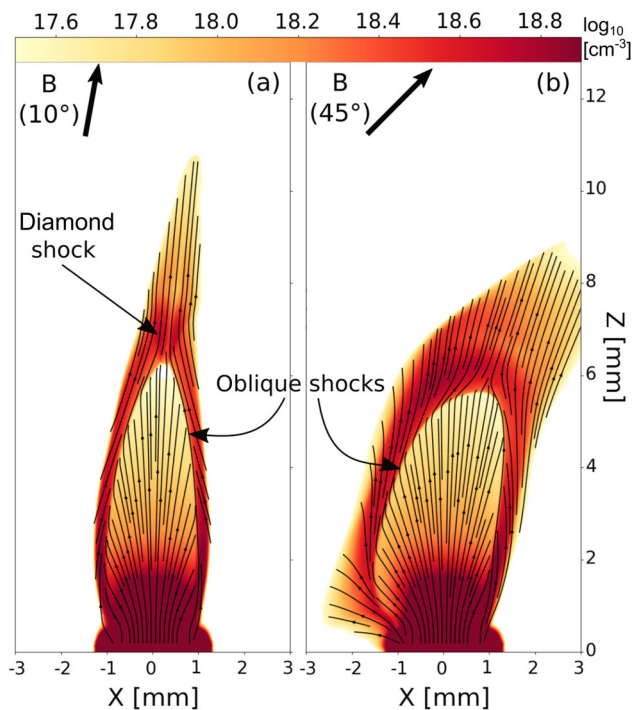 17.6 17.8 18.0 18.2 18.4 18.6 18.8 log₁₀
[cm⁻³]
B (a) B (b)
(10°) (45°)
12
10
Diamond
shock
8
Z [mm]
6
Oblique shocks
4
2
0
-3 -2 -1 0 1 2 3 -3 -2 -1 0 1 2 3
X [mm] X [mm]